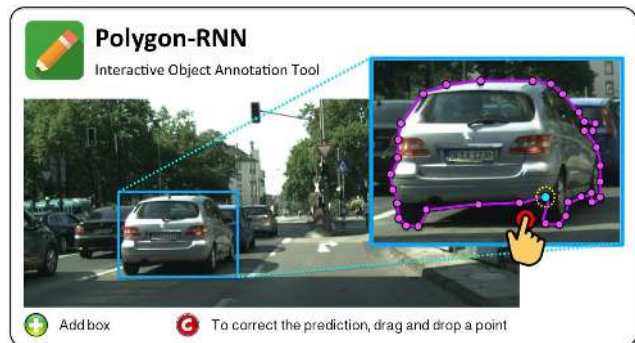 Polygon-RNN
Interactive Object Annotation Tool
Add box
C To correct the prediction, drag and drop a point